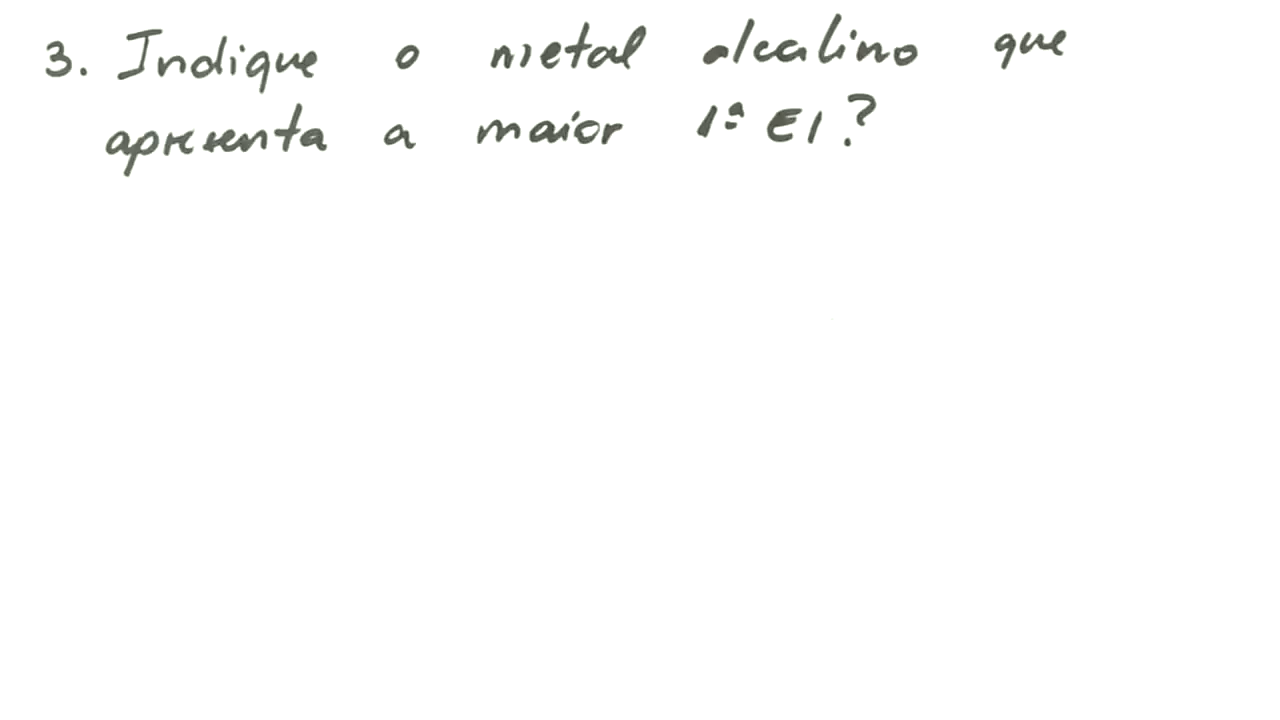 3. Indique o metal alcalino que
apresenta a maior 1ª EI?